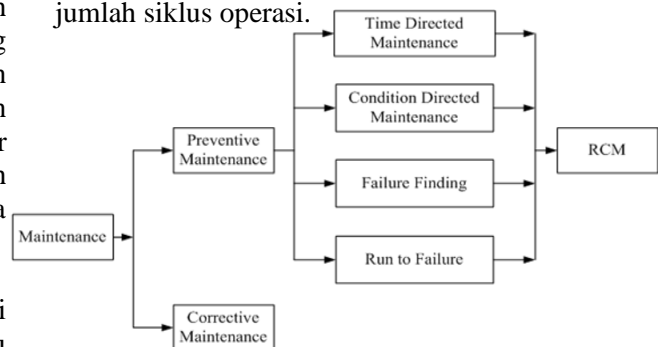 jumlah siklus operasi.
Time Directed
Maintenance
Condition Directed
Maintenance
Preventive
Maintenance
RCM
Failure Finding
Maintenance
Run to Failure
Corrective
Maintenance